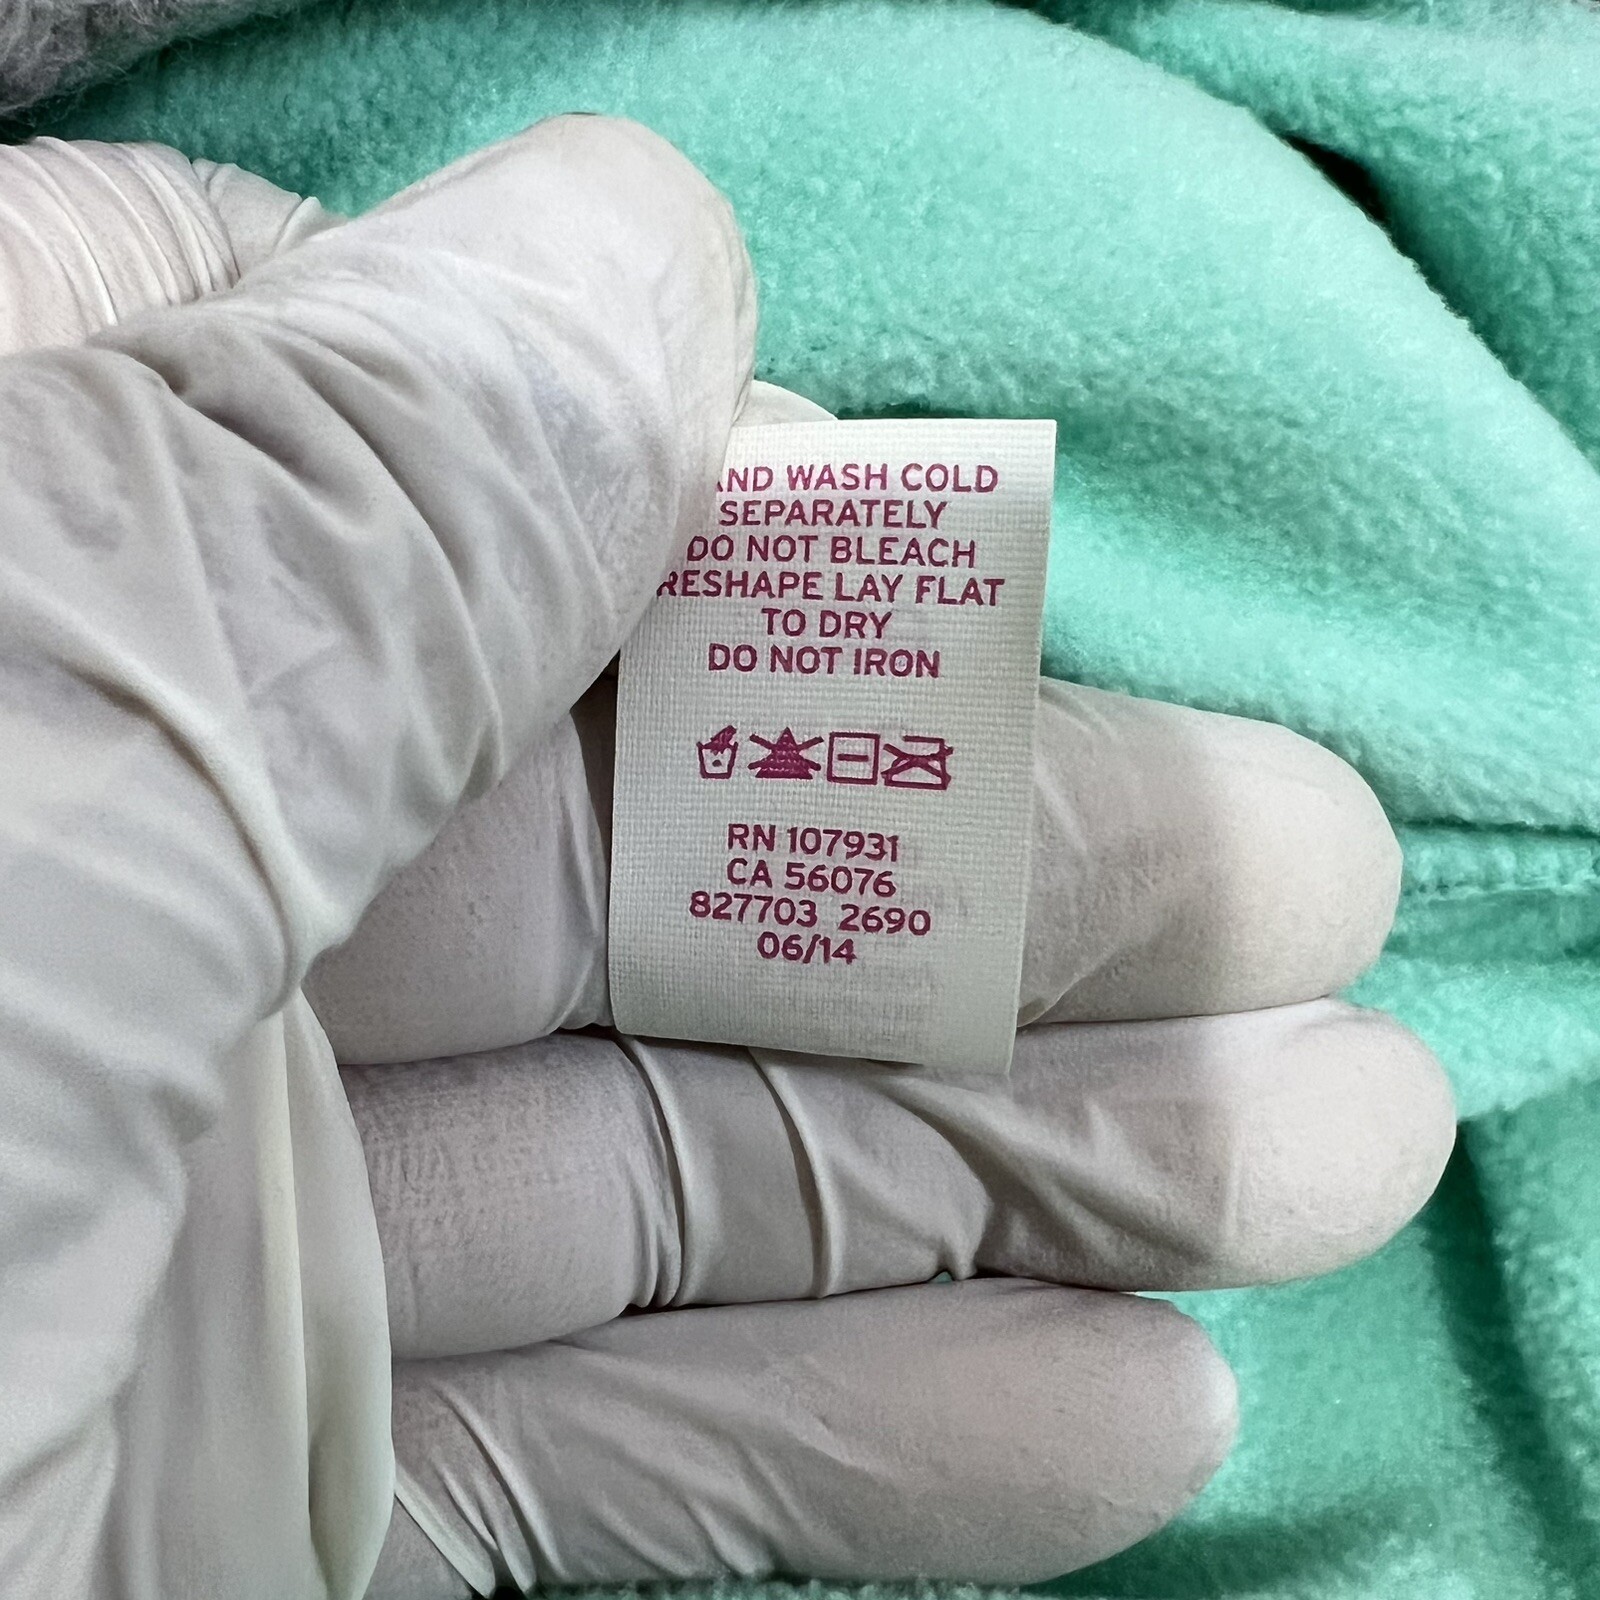 AND WASH COLD
SEPARATELY
DO NOT BLEACH
RESHAPE LAY FLAT
TO DRY
DO NOT IRON
RN 107931
CA 56076
827703 2690
06/14